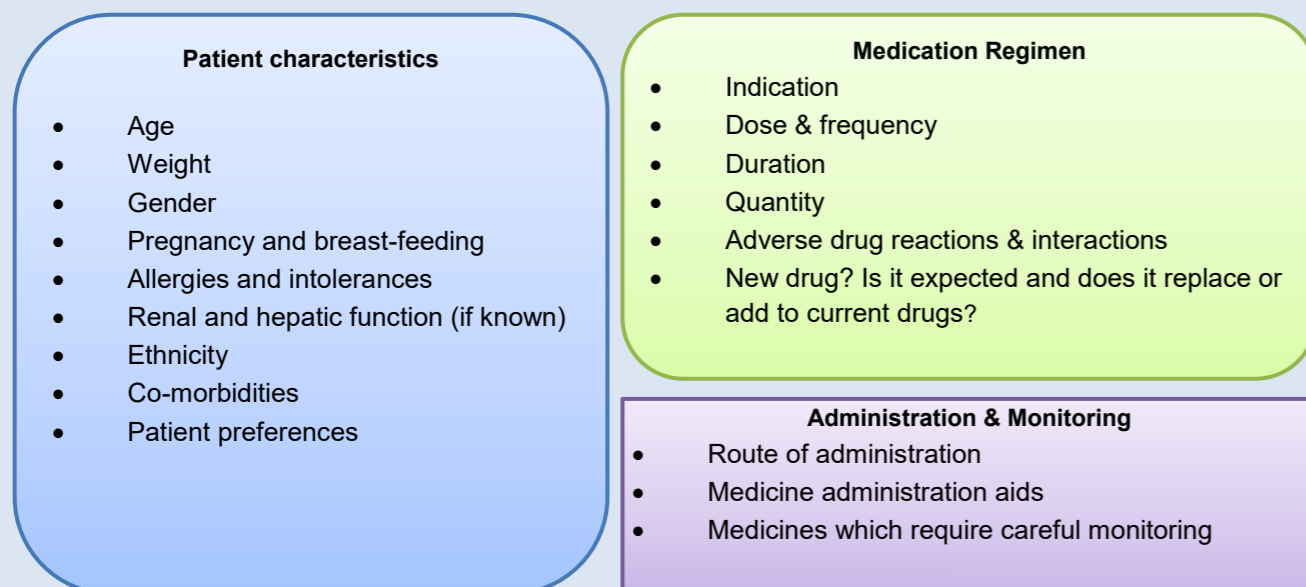 Patient characteristics
• Age
• Weight
• Gender
• Pregnancy and breast-feeding
• Allergies and intolerances
• Renal and hepatic function (if known)
• Ethnicity
• Co-morbidities
• Patient preferences
Medication Regimen
• Indication
• Dose & frequency
• Duration
• Quantity
• Adverse drug reactions & interactions
• New drug? Is it expected and does it replace or
add to current drugs?
Administration & Monitoring
• Route of administration
• Medicine administration aids
• Medicines which require careful monitoring